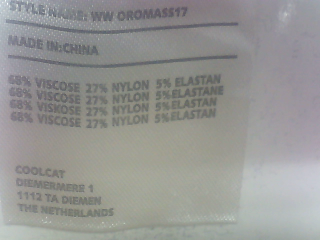 STYLE NAME: WW OROMASS17
MADE IN:CHINA
68% VISCOSE 27% NYLON 5% ELASTAN
68% VISCOSE 27% NYLON 5%ELASTANE
68% VISKOSE 27% NYLON 5%ELASTAN
68% VISCOSE 27% NYLON 5%ELASTAN
COOLCAT
DIEMERMERE 1
1112 TA DIEMEN
THE NETHERLANDS